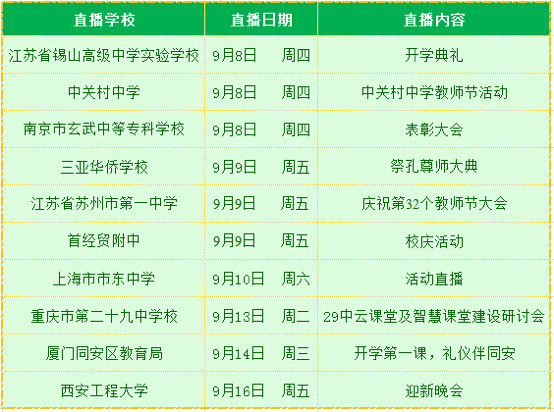 直播学校 直播日期 直播内容
江苏省锡山高级中学实验学校 9月8日 周四 开学典礼
中关村中学 9月8日 周四 中关村中学教师节活动
南京市玄武中等专科学校 9月8日 周四 表彰大会
三亚华侨学校 9月9日 周五 祭孔尊师大典
江苏省苏州市第一中学 9月9日 周五 庆祝第32个教师节大会
首经贸附中 9月9日 周五 校庆活动
上海市市东中学 9月10日 周六 活动直播
重庆市第二十九中学校 9月13日 周二 29中云课堂及智慧课堂建设研讨会
厦门同安区教育局 9月14日 周三 开学第一课，礼仪伴同安
西安工程大学 9月16日 周五 迎新晚会